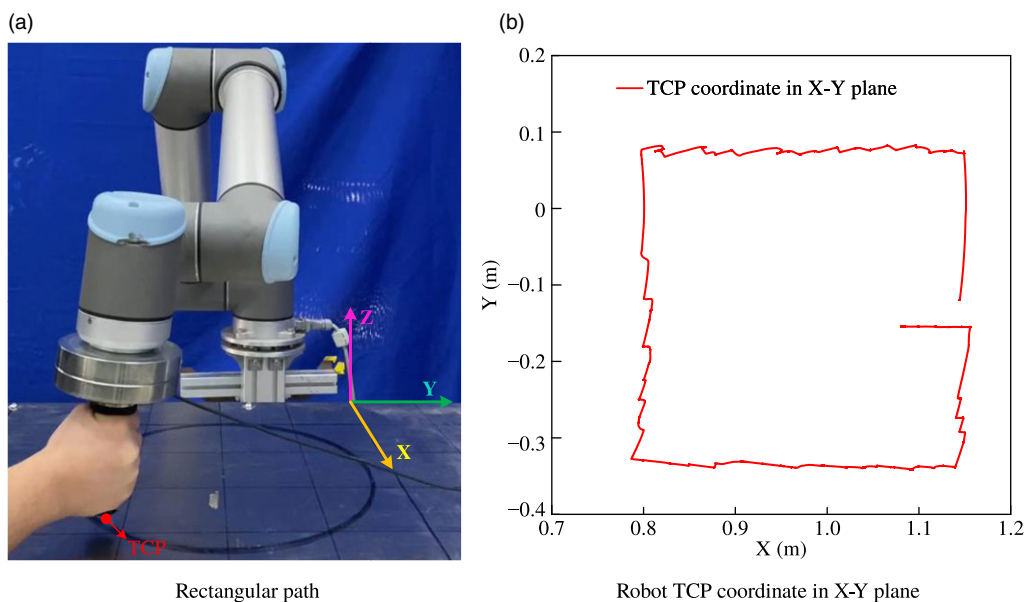 (a)
Z
Y
X
TCP
Rectangular path
(b)
0.2
TCP coordinate in X-Y plane
0.1
0
−0.1
−0.2
−0.3
−0.4
Y (m)
0.7 0.8 0.9 1.0 1.1 1.2
X (m)
Robot TCP coordinate in X-Y plane